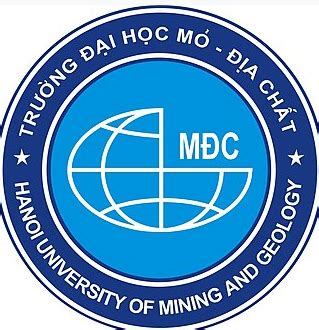 TRƯỜNG ĐẠI HỌC MỎ - ĐỊA CHẤT
MĐC
HANOI UNIVERSITY OF MINING AND GEOLOGY